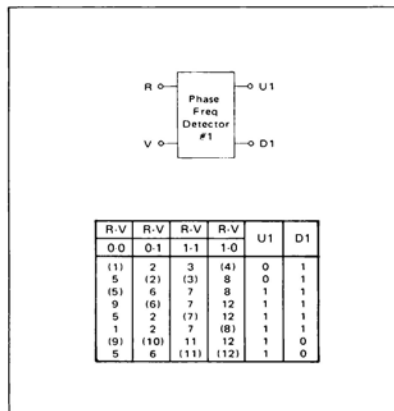 R
U1
Phase
Freq
Detector
#1
V
D1
R-V R-V R-V R-V U1 D1
0-0 0-1 1-1 1-0
(1) 2 3 (4) 0 1
5 (2) (3) 8 0 1
(5) 6 7 8 1 1
9 (6) 7 12 1 1
5 2 (7) 12 1 1
1 2 7 (8) 1 1
(9) (10) 11 12 1 0
5 6 (11) (12) 1 0